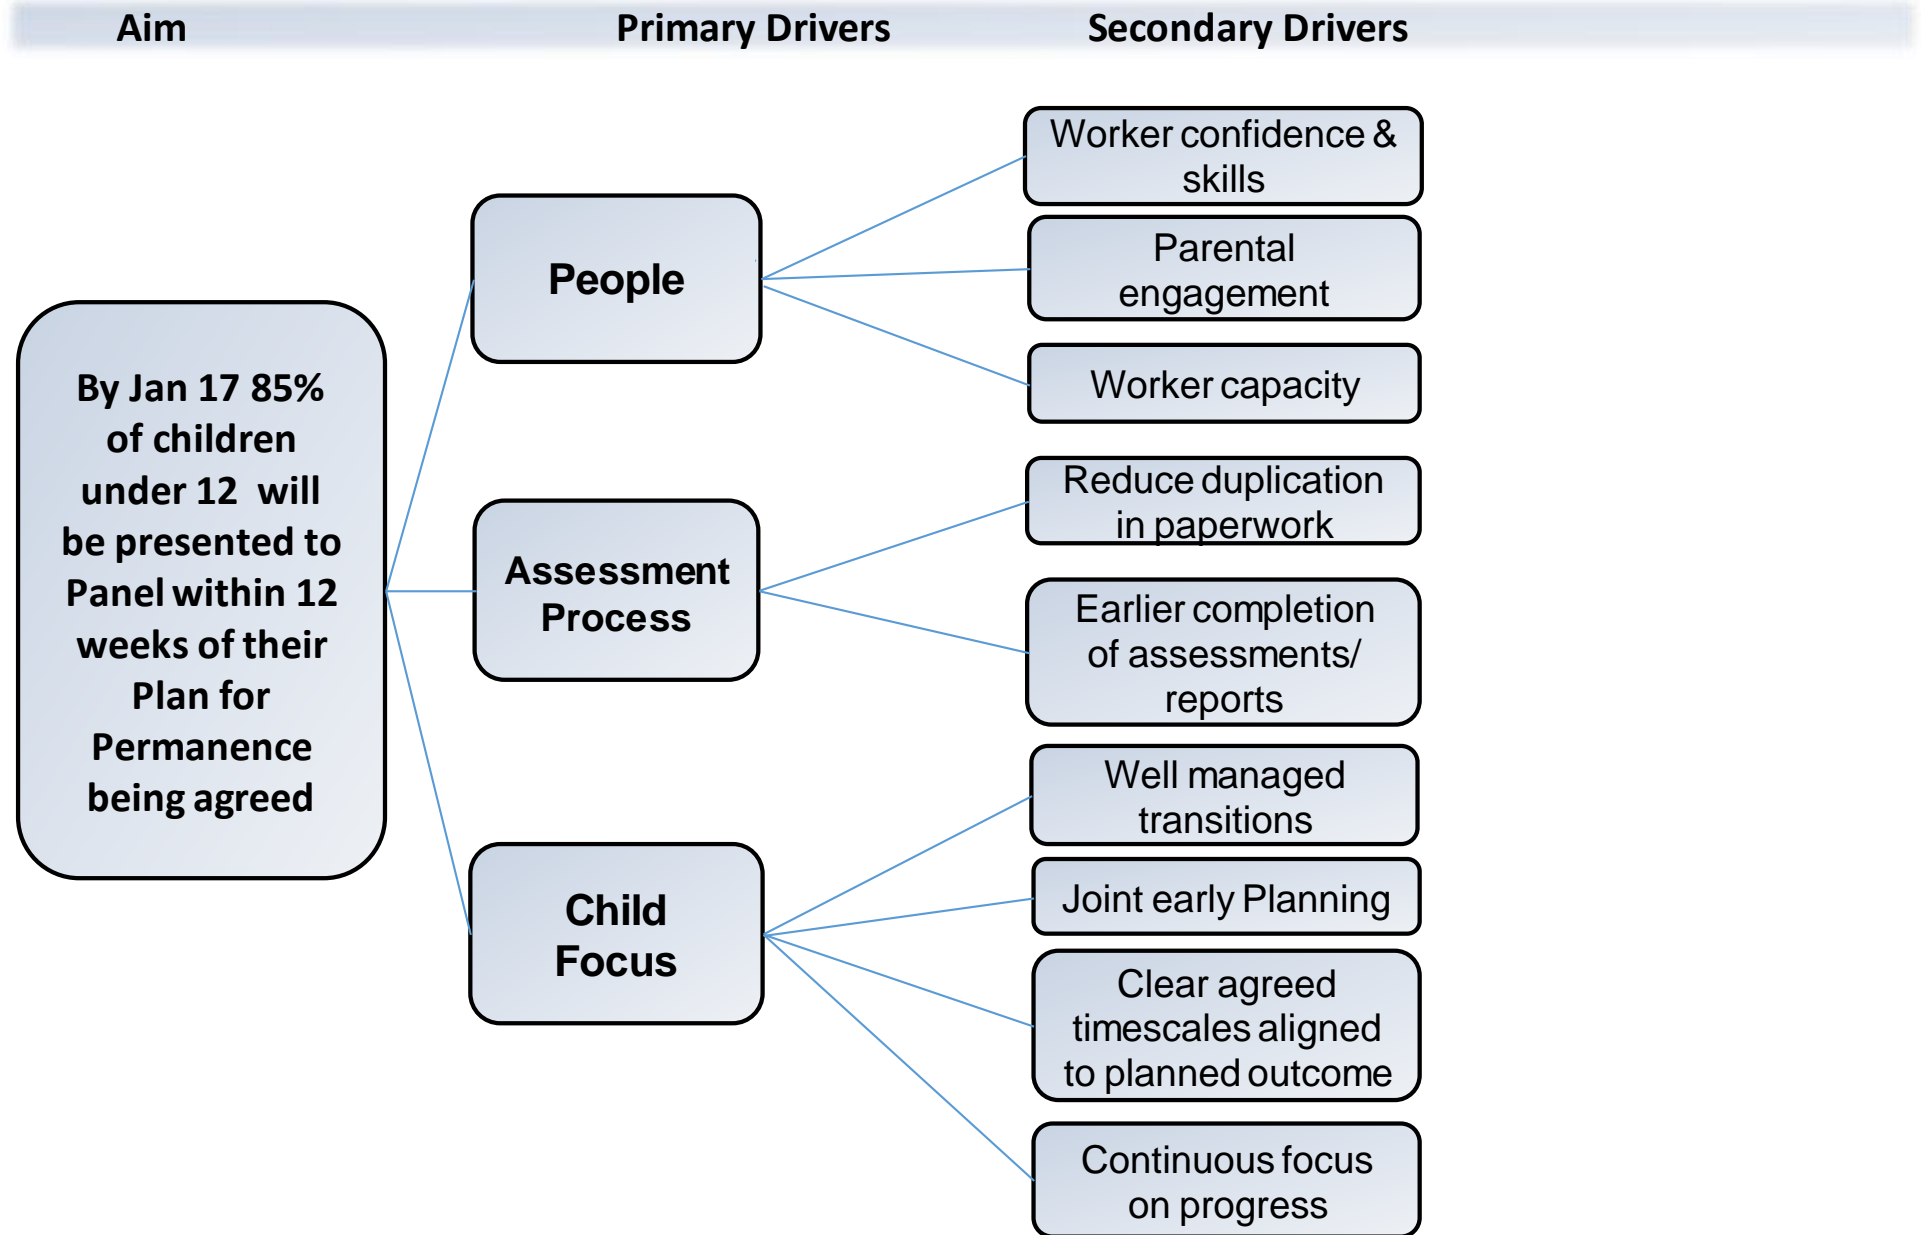 Aim Primary Drivers Secondary Drivers
By Jan 17 85%
of children
under 12 will
be presented to
Panel within 12
weeks of their
Plan for
Permanence
being agreed
People
Assessment
Process
Child
Focus
Worker confidence &
skills
Parental
engagement
Worker capacity
Reduce duplication
in paperwork
Earlier completion
of assessments/
reports
Well managed
transitions
Joint early Planning
Clear agreed
timescales aligned
to planned outcome
Continuous focus
on progress